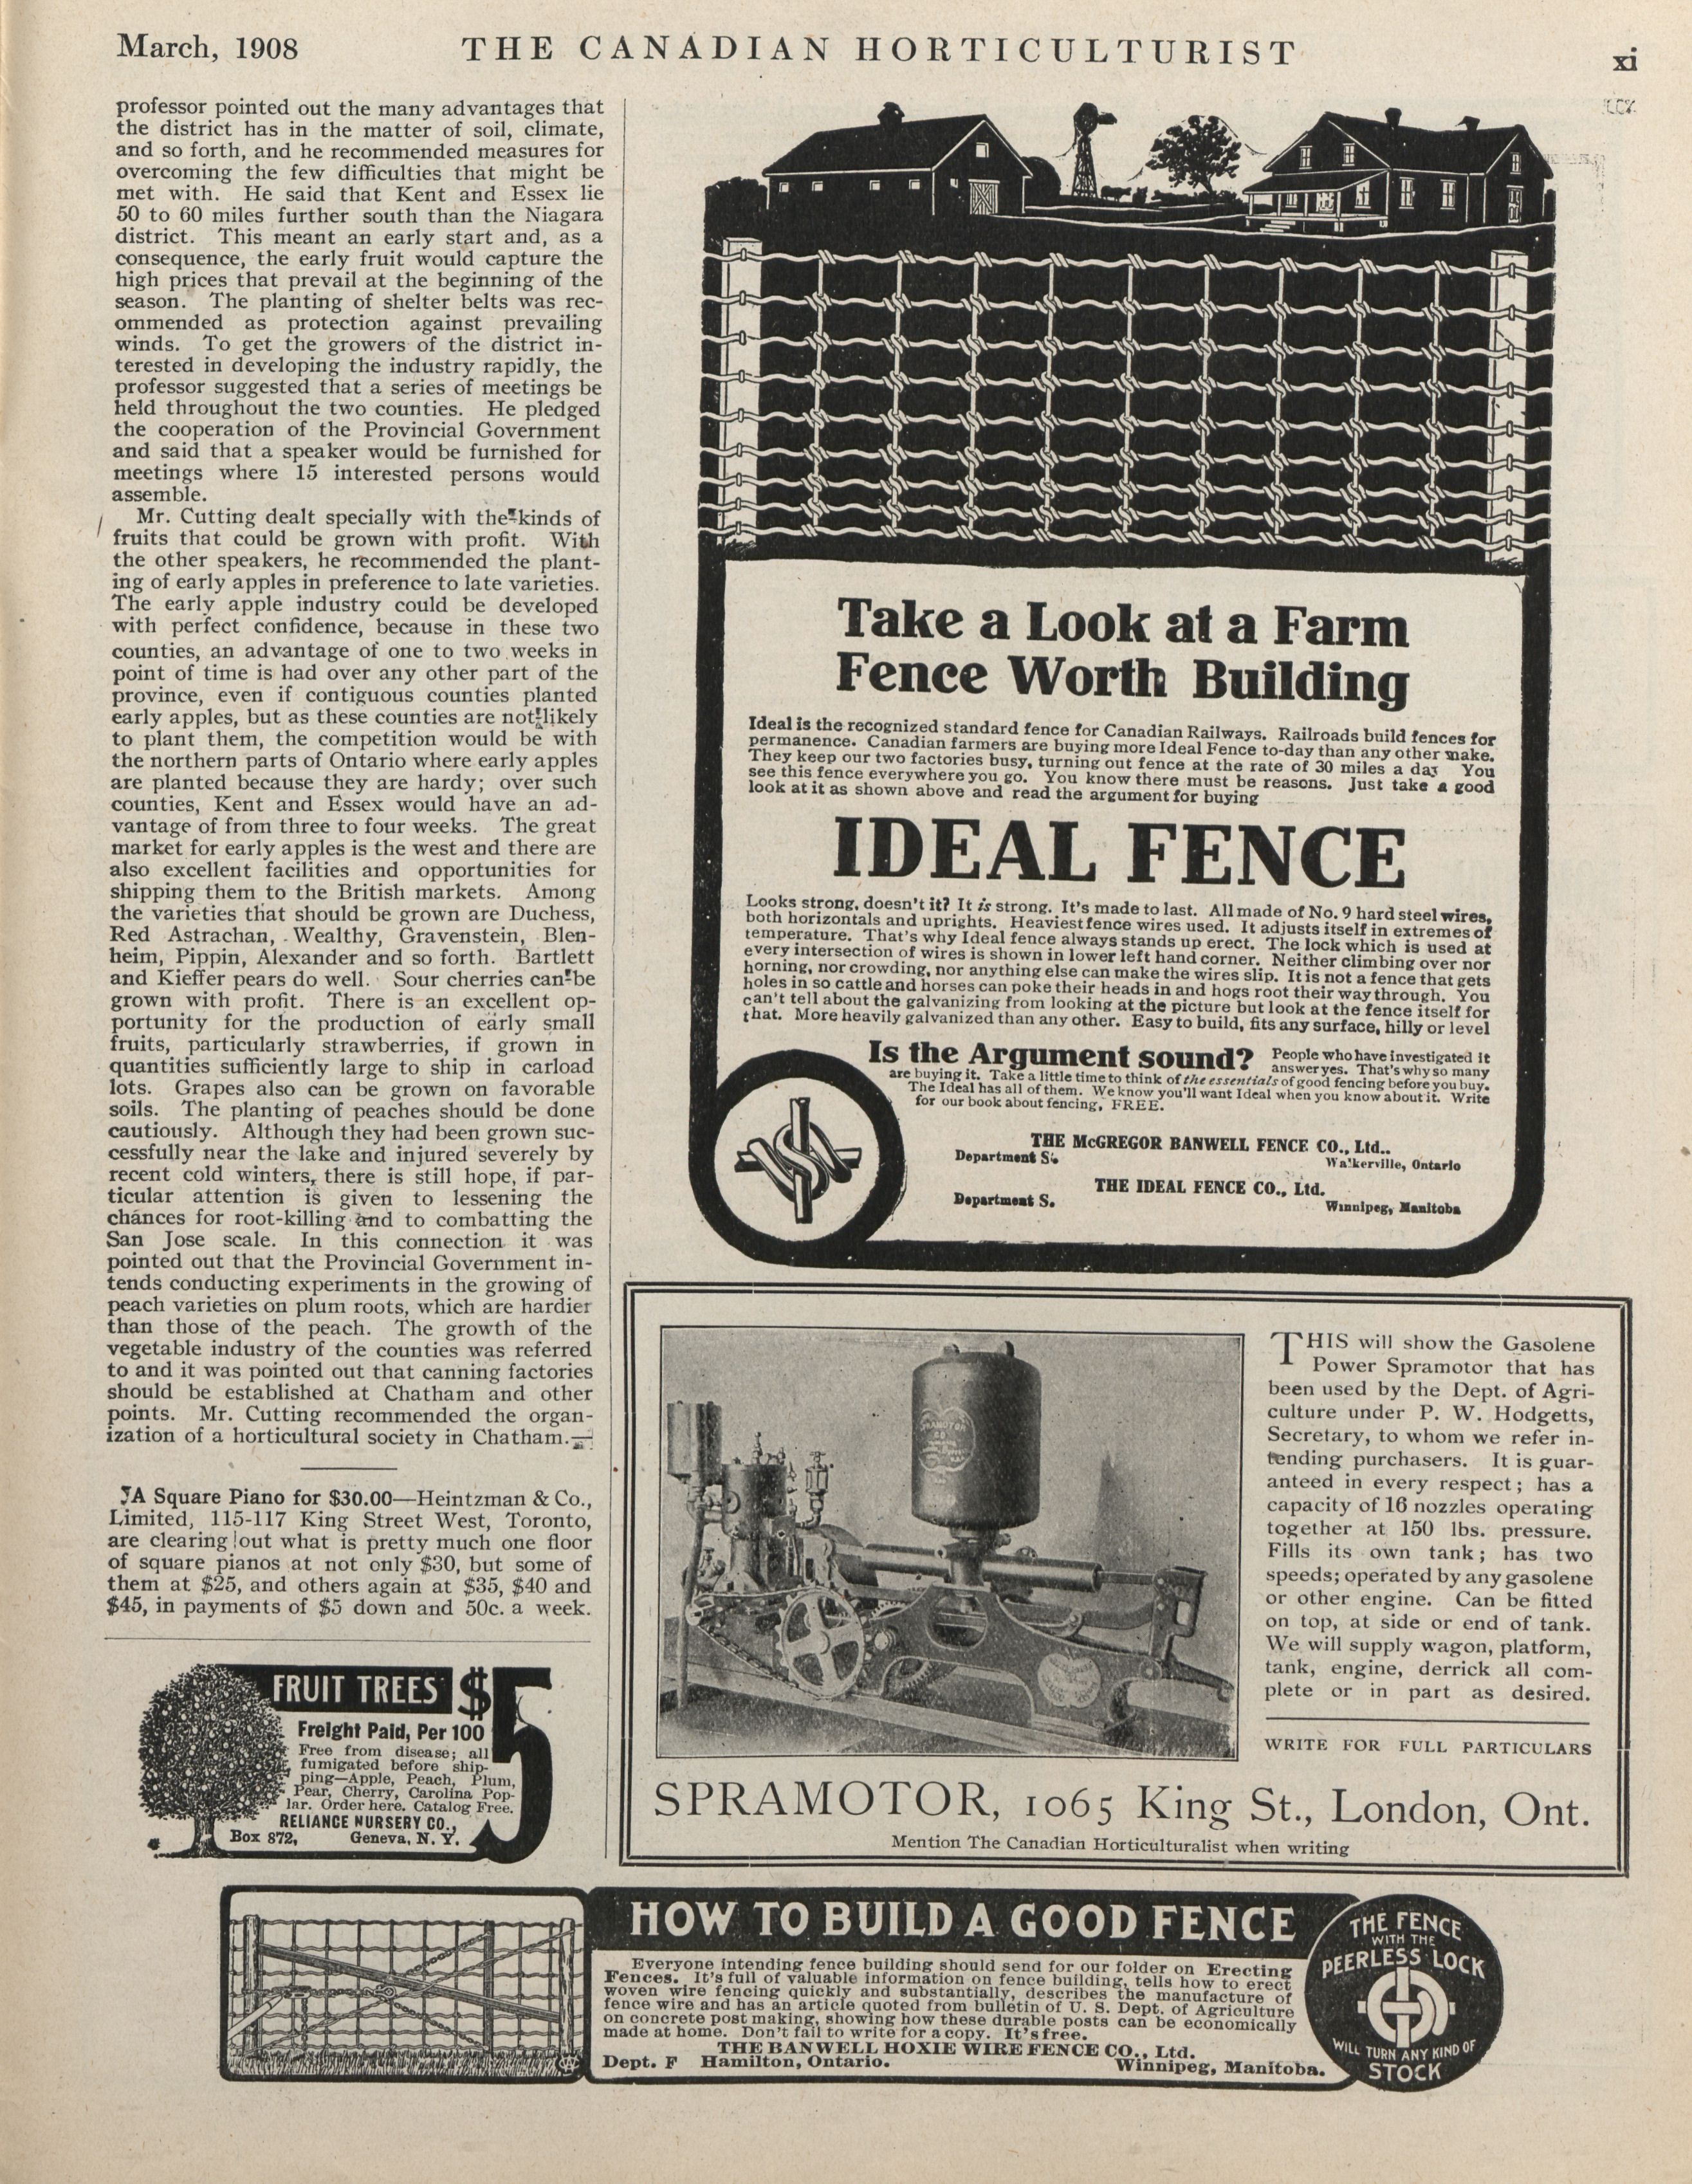 March, 1908
THE CANADIAN HORTICULTURIST
xi
professor pointed out the many advantages that
the district has in the matter of soil, climate,
and so forth, and he recommended measures for
overcoming the few difficulties that might be
met with. He said that Kent and Essex lie
50 to 60 miles further south than the Niagara
district. This meant an early start and, as a
consequence, the early fruit would capture the
high prices that prevail at the beginning of the
season. The planting of shelter belts was rec-
ommended as protection against prevailing
winds. To get the growers of the district in-
terested in developing the industry rapidly, the
professor suggested that a series of meetings be
held throughout the two counties. He pledged
the cooperation of the Provincial Government
and said that a speaker would be furnished for
meetings where 15 interested persons would
assemble.
Mr. Cutting dealt specially with the kinds of
fruits that could be grown with profit. With
the other speakers, he recommended the plant-
ing of early apples in preference to late varieties.
The early apple industry could be developed
with perfect confidence, because in these two
counties, an advantage of one to two weeks in
point of time is had over any other part of the
province, even if contiguous counties planted
early apples, but as these counties are not likely
to plant them, the competition would be with
the northern parts of Ontario where early apples
are planted because they are hardy; over such
counties, Kent and Essex would have an ad-
vantage of from three to four weeks. The great
market for early apples is the west and there are
also excellent facilities and opportunities for
shipping them to the British markets. Among
the varieties that should be grown are Duchess,
Red Astrachan, Wealthy, Gravenstein, Blen-
heim, Pippin, Alexander and so forth. Bartlett
and Kieffer pears do well. Sour cherries can be
grown with profit. There is an excellent op-
portunity for the production of early small
fruits, particularly strawberries, if grown in
quantities sufficiently large to ship in carload
lots. Grapes also can be grown on favorable
soils. The planting of peaches should be done
cautiously. Although they had been grown suc-
cessfully near the lake and injured severely by
recent cold winters, there is still hope, if par-
ticular attention is given to lessening the
chances for root-killing and to combatting the
San Jose scale. In this connection it was
pointed out that the Provincial Government in-
tends conducting experiments in the growing of
peach varieties on plum roots, which are hardier
than those of the peach. The growth of the
vegetable industry of the counties was referred
to and it was pointed out that canning factories
should be established at Chatham and other
points. Mr. Cutting recommended the organ-
ization of a horticultural society in Chatham.
A Square Piano for $30.00—Heintzman & Co.,
Limited, 115-117 King Street West, Toronto,
are clearing out what is pretty much one floor
of square pianos at not only $30, but some of
them at $25, and others again at $35, $40 and
$45, in payments of $5 down and 50c. a week.
FRUIT TREES $5
Freight Paid, Per 100
Free from disease; all
fumigated before ship-
ping—Apple, Peach, Plum,
Pear, Cherry, Carolina Pop-
lar. Order here. Catalog Free.
RELIANCE NURSERY CO.,
Box 872, Geneva, N. Y.
Take a Look at a Farm
Fence Worth Building
Ideal is the recognized standard fence for Canadian Railways. Railroads build fences for
permanence. Canadian farmers are buying more Ideal Fence to-day than any other make.
They keep our two factories busy, turning out fence at the rate of 30 miles a day You
see this fence everywhere you go. You know there must be reasons. Just take a good
look at it as shown above and read the argument for buying
IDEAL FENCE
Looks strong, doesn't it? It is strong. It's made to last. All made of No. 9 hard steel wires,
both horizontals and uprights. Heaviest fence wires used. It adjusts itself in extremes of
temperature. That's why Ideal fence always stands up erect. The lock which is used at
every intersection of wires is shown in lower left hand corner. Neither climbing over nor
horning, nor crowding, nor anything else can make the wires slip. It is not a fence that gets
holes in so cattle and horses can poke their heads in and hogs root their way through. You
can't tell about the galvanizing from looking at the picture but look at the fence itself for
that. More heavily galvanized than any other. Easy to build, fits any surface, hilly or level
Is the Argument sound? People who have investigated it
answer yes. That's why so many
are buying it. Take a little time to think of the essentials of good fencing before you buy.
The Ideal has all of them. We know you'll want Ideal when you know about it. Write
for our book about fencing, FREE.
THE McGREGOR BANWELL FENCE CO., Ltd..
Department S. Walkerville, Ontario
THE IDEAL FENCE CO., Ltd.
Department S. Winnipeg, Manitoba
THIS will show the Gasolene
Power Spramotor that has
been used by the Dept. of Agri-
culture under P. W. Hodgetts,
Secretary, to whom we refer in-
tending purchasers. It is guar-
anteed in every respect; has a
capacity of 16 nozzles operating
together at 150 lbs. pressure.
Fills its own tank; has two
speeds; operated by any gasolene
or other engine. Can be fitted
on top, at side or end of tank.
We will supply wagon, platform,
tank, engine, derrick all com-
plete or in part as desired.
WRITE FOR FULL PARTICULARS
SPRAMOTOR, 1065 King St., London, Ont.
Mention The Canadian Horticulturalist when writing
HOW TO BUILD A GOOD FENCE
Everyone intending fence building should send for our folder on Erecting
Fences. It's full of valuable information on fence building, tells how to erect
woven wire fencing quickly and substantially, describes the manufacture of
fence wire and has an article quoted from bulletin of U. S. Dept. of Agriculture
on concrete post making, showing how these durable posts can be economically
made at home. Don't fail to write for a copy. It's free.
THE BANWELL HOXIE WIRE FENCE CO., Ltd.
Dept. F Hamilton, Ontario. Winnipeg, Manitoba.
THE FENCE
WITH THE
PEERLESS LOCK
WILL TURN ANY KIND OF
STOCK